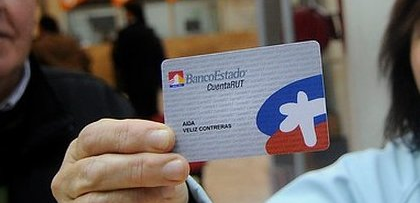 BancoEstado
CuentaRUT
AIDA
VELIZ CONTRERAS